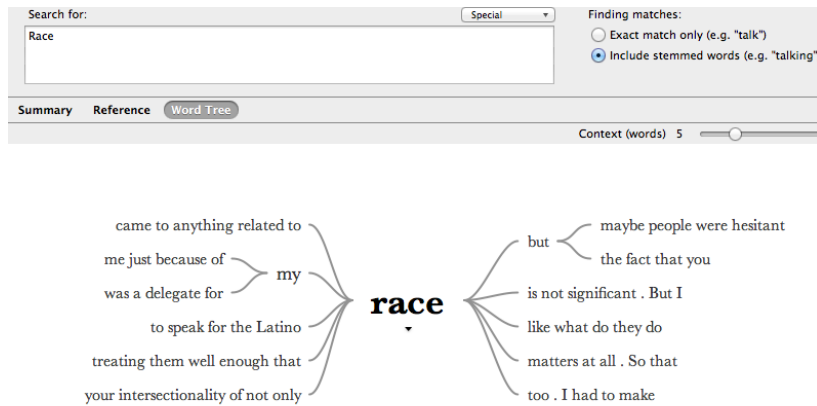 Search for:
Special
Finding matches:
Race
Exact match only (e.g. "talk")
Include stemmed words (e.g. "talking"
Summary Reference Word Tree
Context (words) 5
came to anything related to
me just because of
was a delegate for
my
to speak for the Latino
treating them well enough that
your intersectionality of not only
race
but
maybe people were hesitant
the fact that you
is not significant . But I
like what do they do
matters at all . So that
too . I had to make